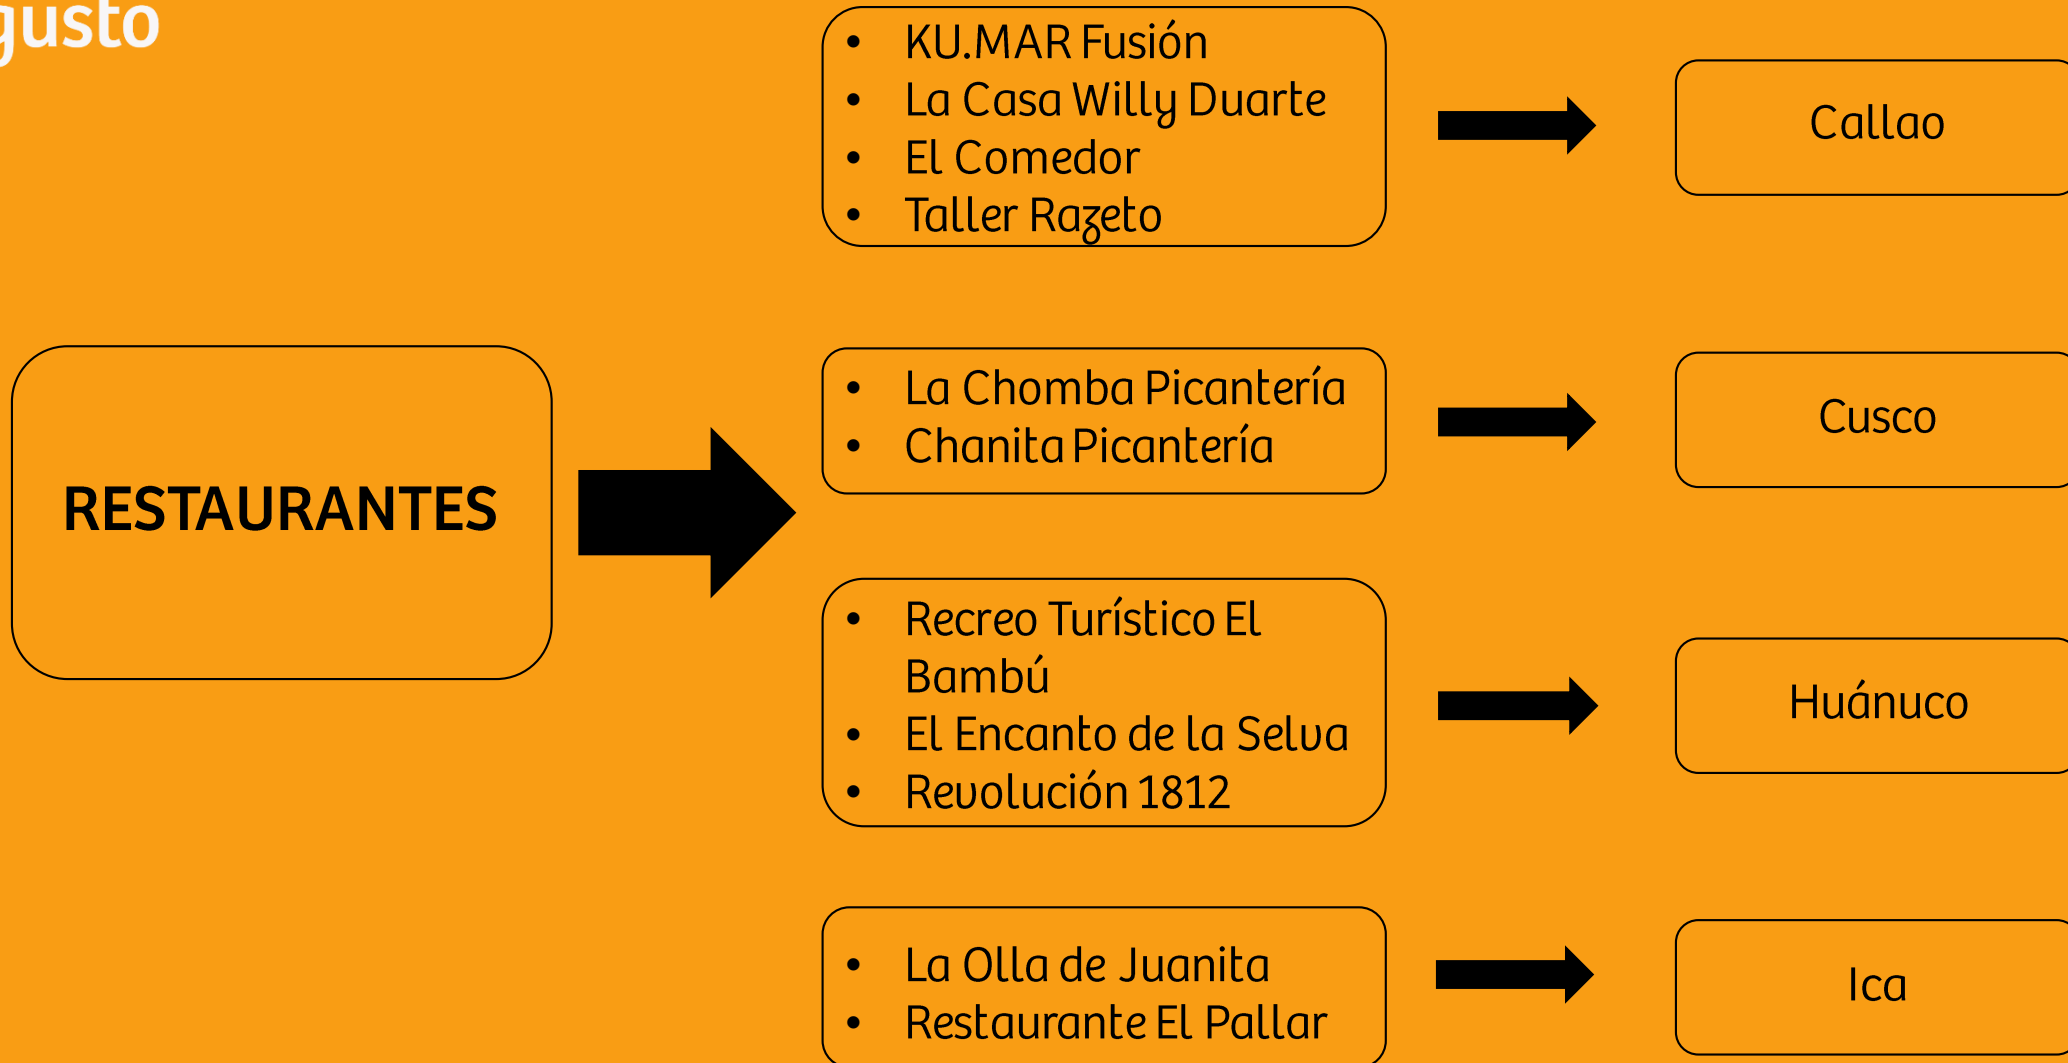 gusto
• KU.MAR Fusión
• La Casa Willy Duarte
• El Comedor
• Taller Razeto
Callao
• La Chomba Picantería
• Chanita Picantería
Cusco
RESTAURANTES
• Recreo Turístico El
Bambú
• El Encanto de la Selva
• Revolución 1812
Huánuco
• La Olla de Juanita
• Restaurante El Pallar
Ica